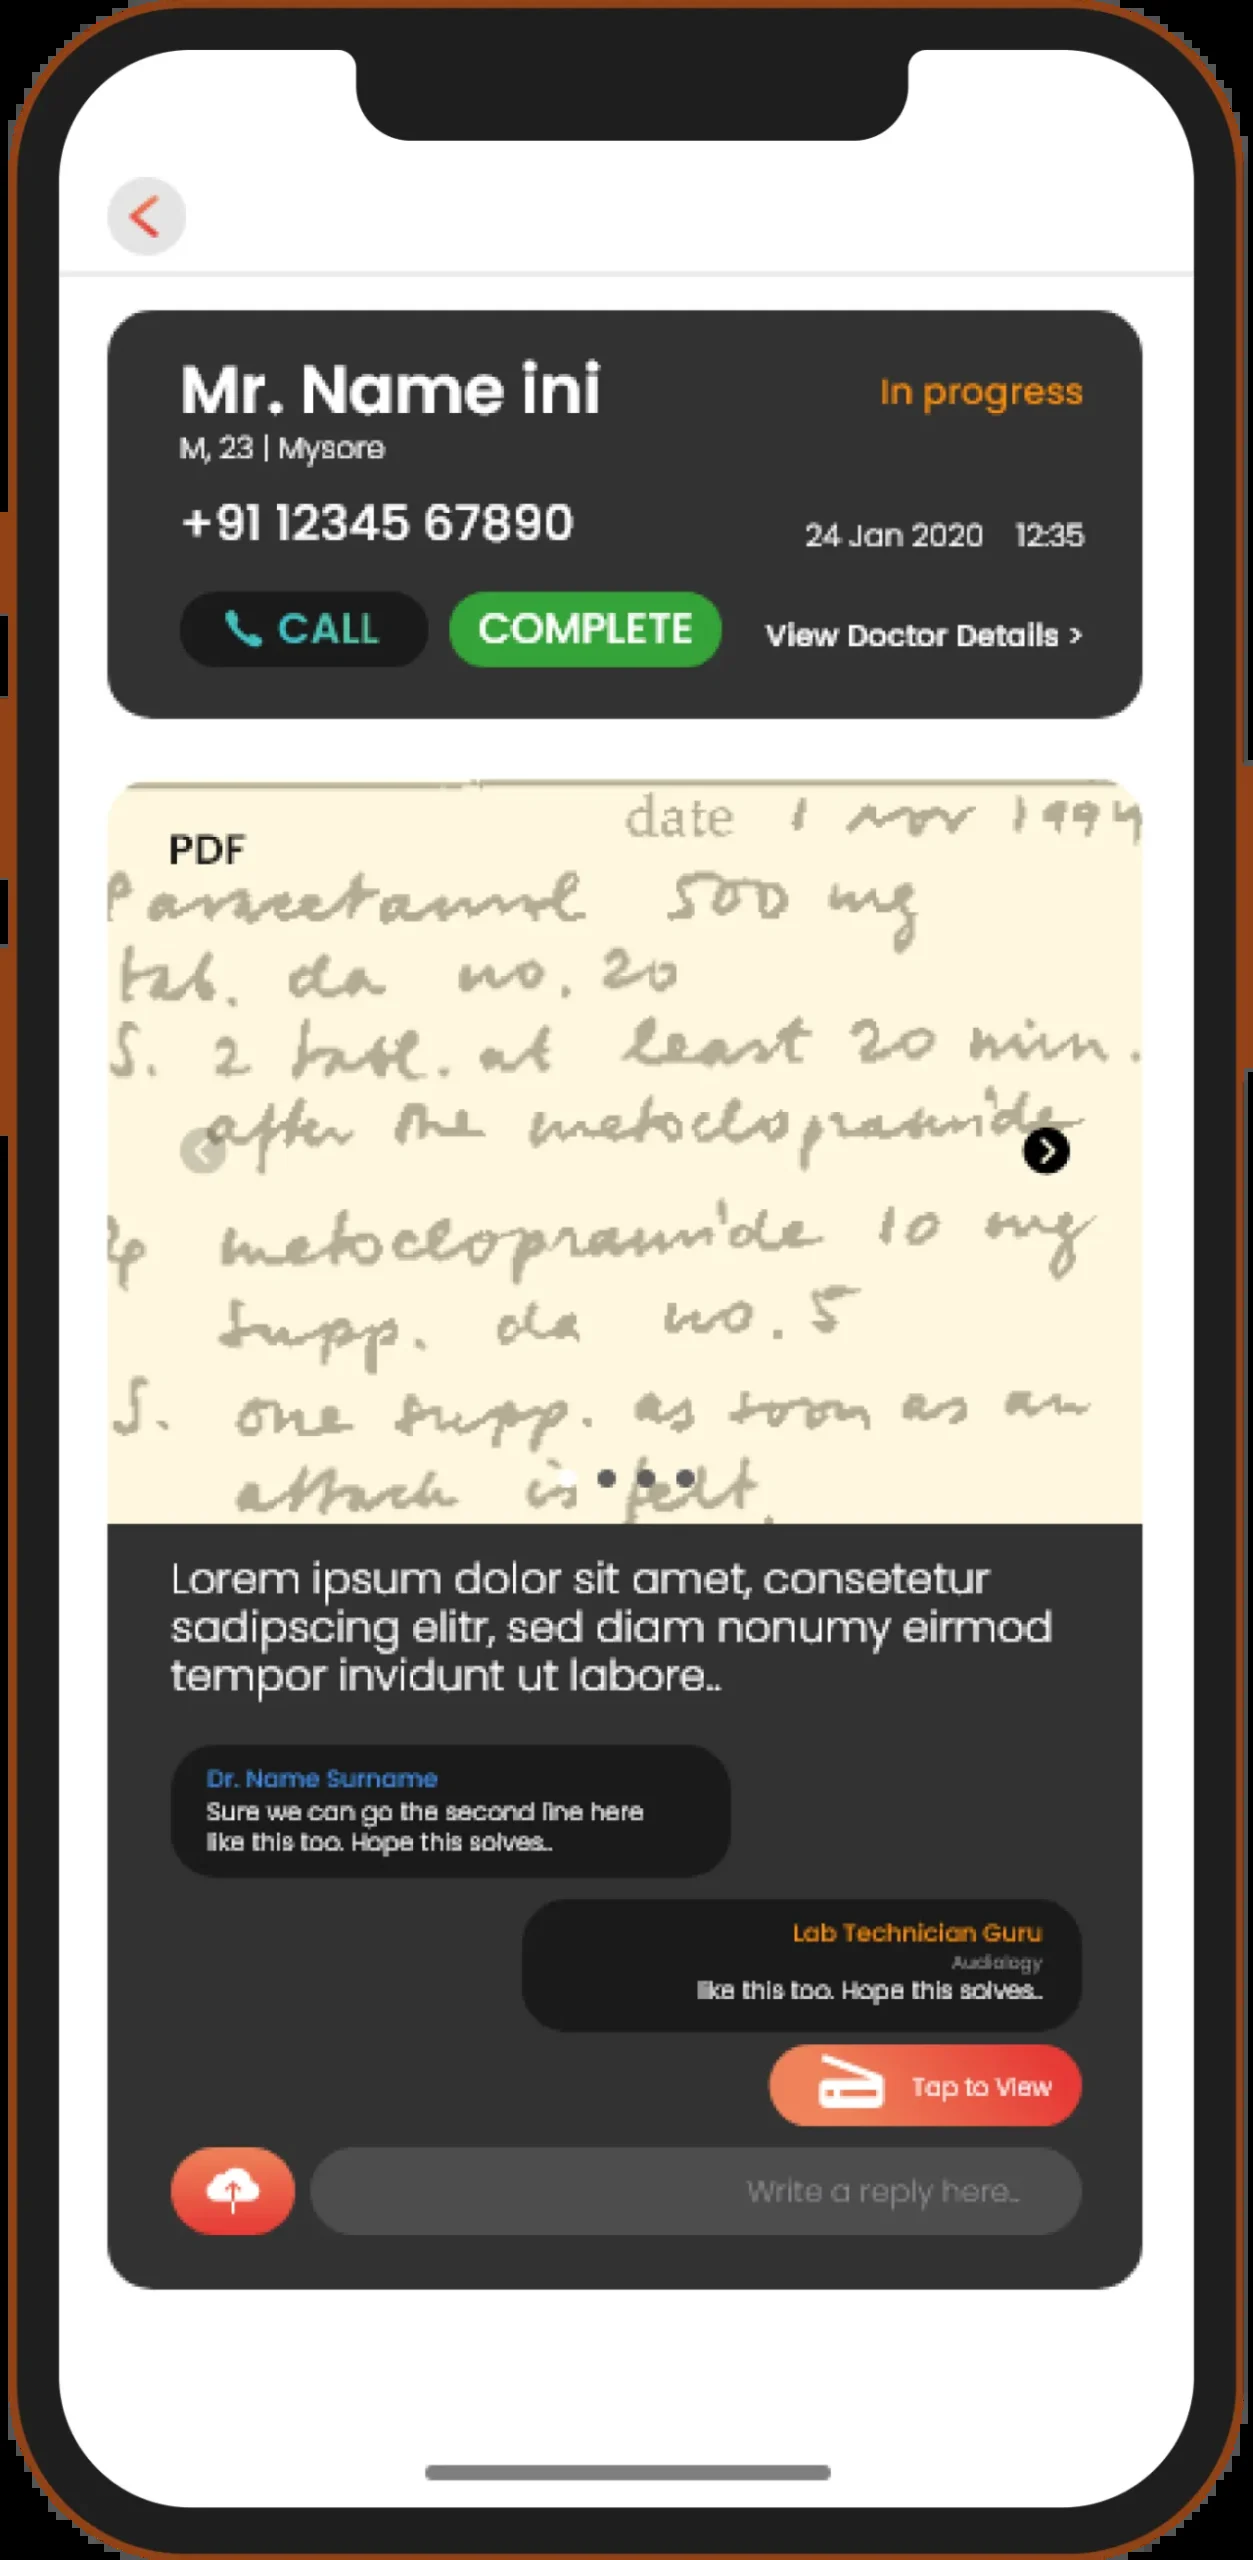 Mr. Name ini
In progress
M, 23 | Mysore
+91 12345 67890
24 Jan 2020 12:35
CALL
COMPLETE
View Doctor Details >
date 1 nov 1994
PDF
Paracetamol 500 mg
tab. da no. 20
S. 2 tabl. at least 20 min.
after the metoclopramide
metoclopramide 10 mg
supp. da no. 5
S. one supp. as soon as an
attack is felt.
Lorem ipsum dolor sit amet, consetetur
sadipscing elitr, sed diam nonumy eirmod
tempor invidunt ut labore..
Dr. Name Surname
Sure we can go the second line here
like this too. Hope this solves..
Lab Technician Guru
Audiology
like this too. Hope this solves..
Tap to View
Write a reply here..